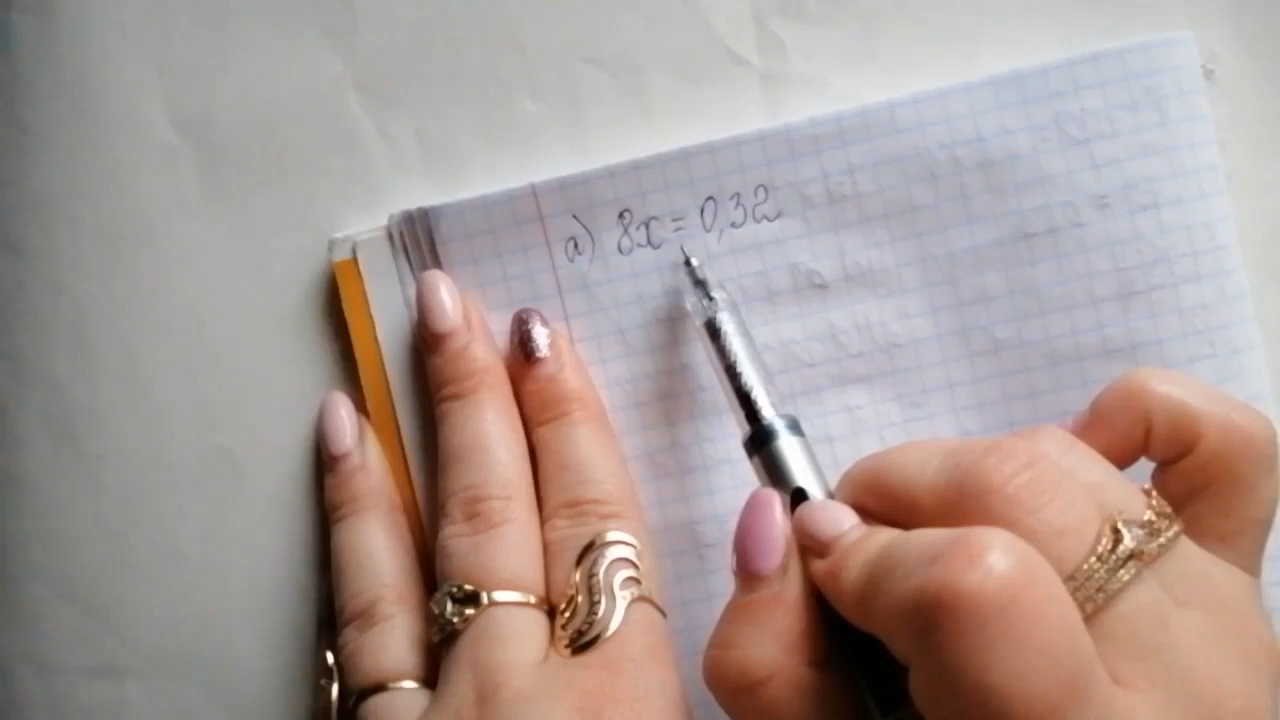 а) 8x = 0,32